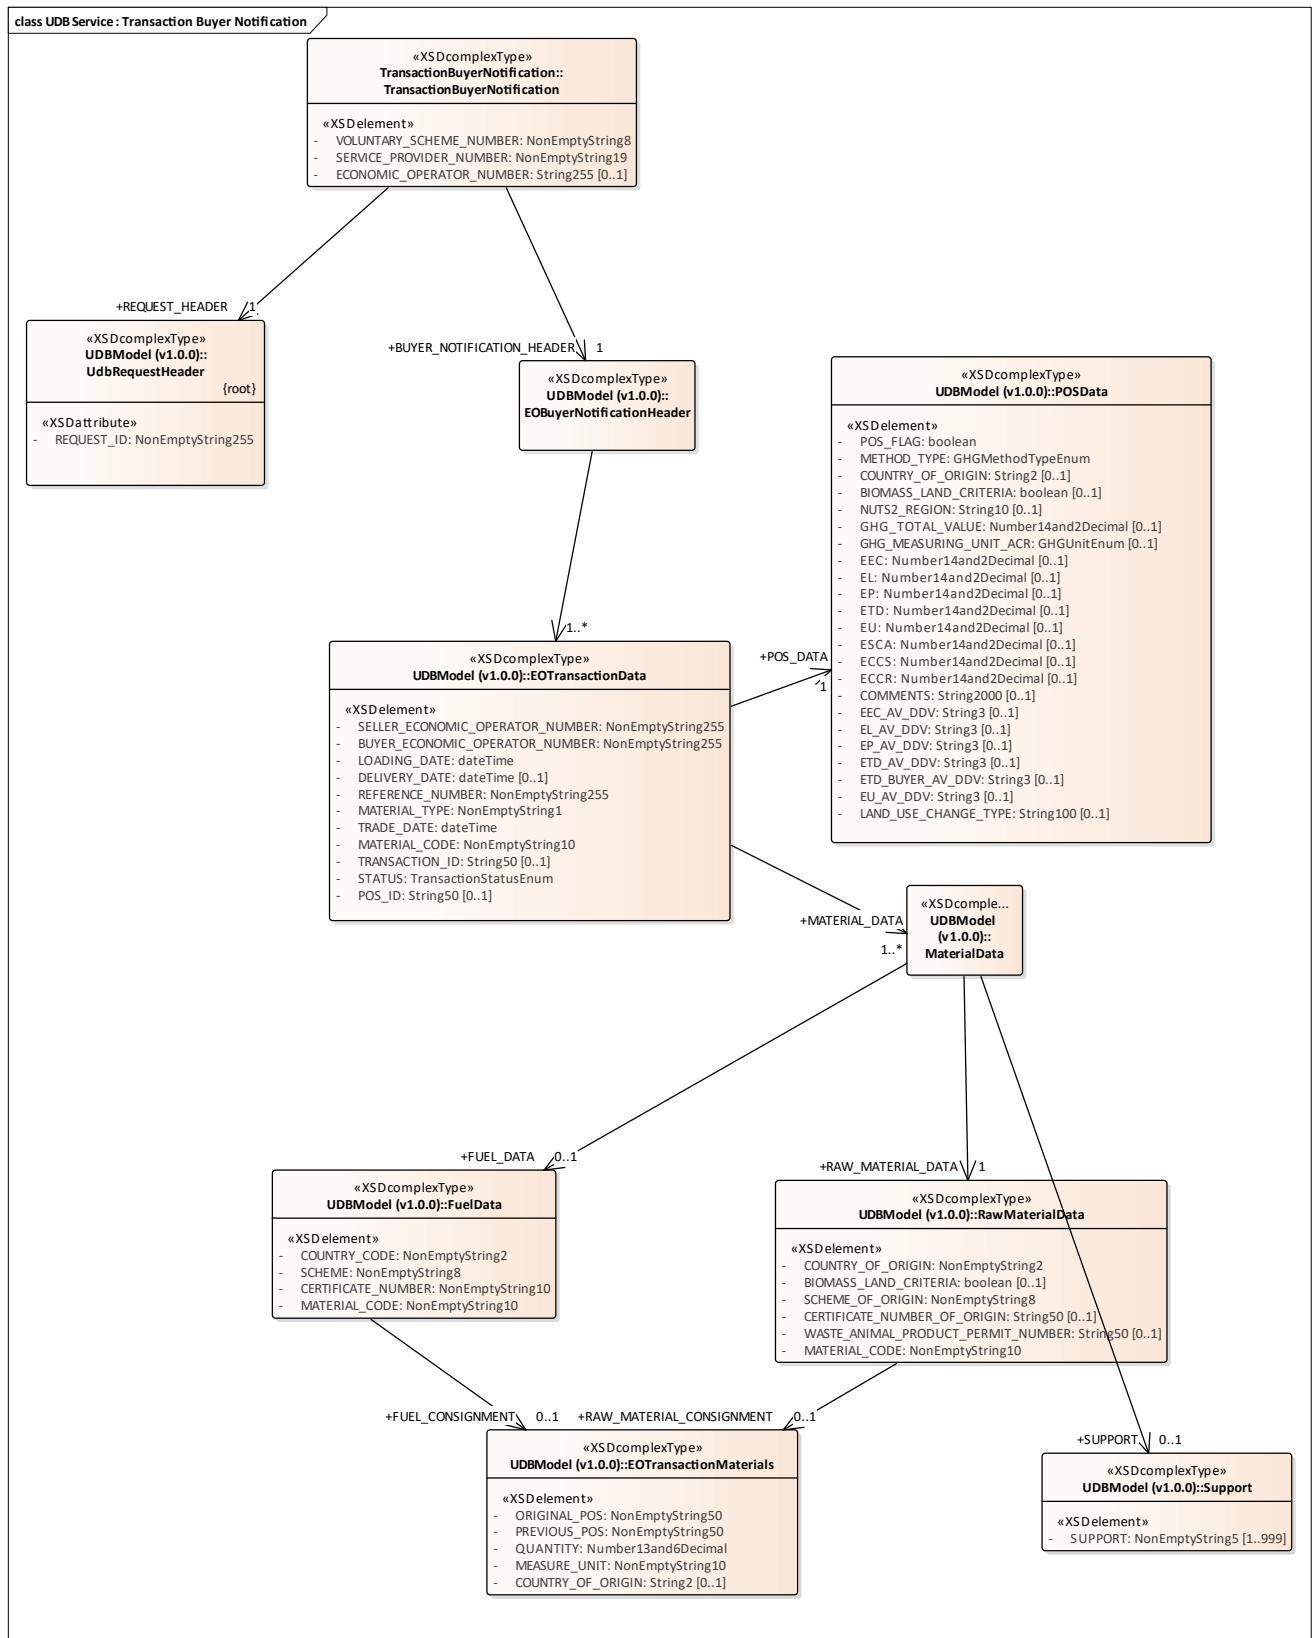 class UDB Service : Transaction Buyer Notification
«XSDcomplexType»
TransactionBuyerNotification::
TransactionBuyerNotification
«XSDelement»
- VOLUNTARY_SCHEME_NUMBER: NonEmptyString8
- SERVICE_PROVIDER_NUMBER: NonEmptyString19
- ECONOMIC_OPERATOR_NUMBER: String255 [0..1]
+REQUEST_HEADER
1
«XSDcomplexType»
UDBModel (v1.0.0)::
UdbRequestHeader
{root}
«XSDattribute»
- REQUEST_ID: NonEmptyString255
+BUYER_NOTIFICATION_HEADER
1
«XSDcomplexType»
UDBModel (v1.0.0)::
EOBuyerNotificationHeader
«XSDcomplexType»
UDBModel (v1.0.0)::POSData
«XSDelement»
- POS_FLAG: boolean
- METHOD_TYPE: GHGMethodTypeEnum
- COUNTRY_OF_ORIGIN: String2 [0..1]
- BIOMASS_LAND_CRITERIA: boolean [0..1]
- NUTS2_REGION: String10 [0..1]
- GHG_TOTAL_VALUE: Number14and2Decimal [0..1]
- GHG_MEASURING_UNIT_ACR: GHGUnitEnum [0..1]
- EEC: Number14and2Decimal [0..1]
- EL: Number14and2Decimal [0..1]
- EP: Number14and2Decimal [0..1]
- ETD: Number14and2Decimal [0..1]
- EU: Number14and2Decimal [0..1]
- ESCA: Number14and2Decimal [0..1]
- ECCS: Number14and2Decimal [0..1]
- ECCR: Number14and2Decimal [0..1]
- COMMENTS: String2000 [0..1]
- EEC_AV_DDV: String3 [0..1]
- EL_AV_DDV: String3 [0..1]
- EP_AV_DDV: String3 [0..1]
- ETD_AV_DDV: String3 [0..1]
- ETD_BUYER_AV_DDV: String3 [0..1]
- EU_AV_DDV: String3 [0..1]
- LAND_USE_CHANGE_TYPE: String100 [0..1]
1..*
«XSDcomplexType»
UDBModel (v1.0.0)::EOTransactionData
«XSDelement»
- SELLER_ECONOMIC_OPERATOR_NUMBER: NonEmptyString255
- BUYER_ECONOMIC_OPERATOR_NUMBER: NonEmptyString255
- LOADING_DATE: dateTime
- DELIVERY_DATE: dateTime [0..1]
- REFERENCE_NUMBER: NonEmptyString255
- MATERIAL_TYPE: NonEmptyString1
- TRADE_DATE: dateTime
- MATERIAL_CODE: NonEmptyString10
- TRANSACTION_ID: String50 [0..1]
- STATUS: TransactionStatusEnum
- POS_ID: String50 [0..1]
+POS_DATA
1
+MATERIAL_DATA
1..*
«XSDcomple...
UDBModel
(v1.0.0)::
MaterialData
+FUEL_DATA
0..1
«XSDcomplexType»
UDBModel (v1.0.0)::FuelData
«XSDelement»
- COUNTRY_CODE: NonEmptyString2
- SCHEME: NonEmptyString8
- CERTIFICATE_NUMBER: NonEmptyString10
- MATERIAL_CODE: NonEmptyString10
+RAW_MATERIAL_DATA
1
«XSDcomplexType»
UDBModel (v1.0.0)::RawMaterialData
«XSDelement»
- COUNTRY_OF_ORIGIN: NonEmptyString2
- BIOMASS_LAND_CRITERIA: boolean [0..1]
- SCHEME_OF_ORIGIN: NonEmptyString8
- CERTIFICATE_NUMBER_OF_ORIGIN: String50 [0..1]
- WASTE_ANIMAL_PRODUCT_PERMIT_NUMBER: String50 [0..1]
- MATERIAL_CODE: NonEmptyString10
+FUEL_CONSIGNMENT
0..1
+RAW_MATERIAL_CONSIGNMENT
0..1
«XSDcomplexType»
UDBModel (v1.0.0)::EOTransactionMaterials
«XSDelement»
- ORIGINAL_POS: NonEmptyString50
- PREVIOUS_POS: NonEmptyString50
- QUANTITY: Number13and6Decimal
- MEASURE_UNIT: NonEmptyString10
- COUNTRY_OF_ORIGIN: String2 [0..1]
+SUPPORT
0..1
«XSDcomplexType»
UDBModel (v1.0.0)::Support
«XSDelement»
- SUPPORT: NonEmptyString5 [1..999]